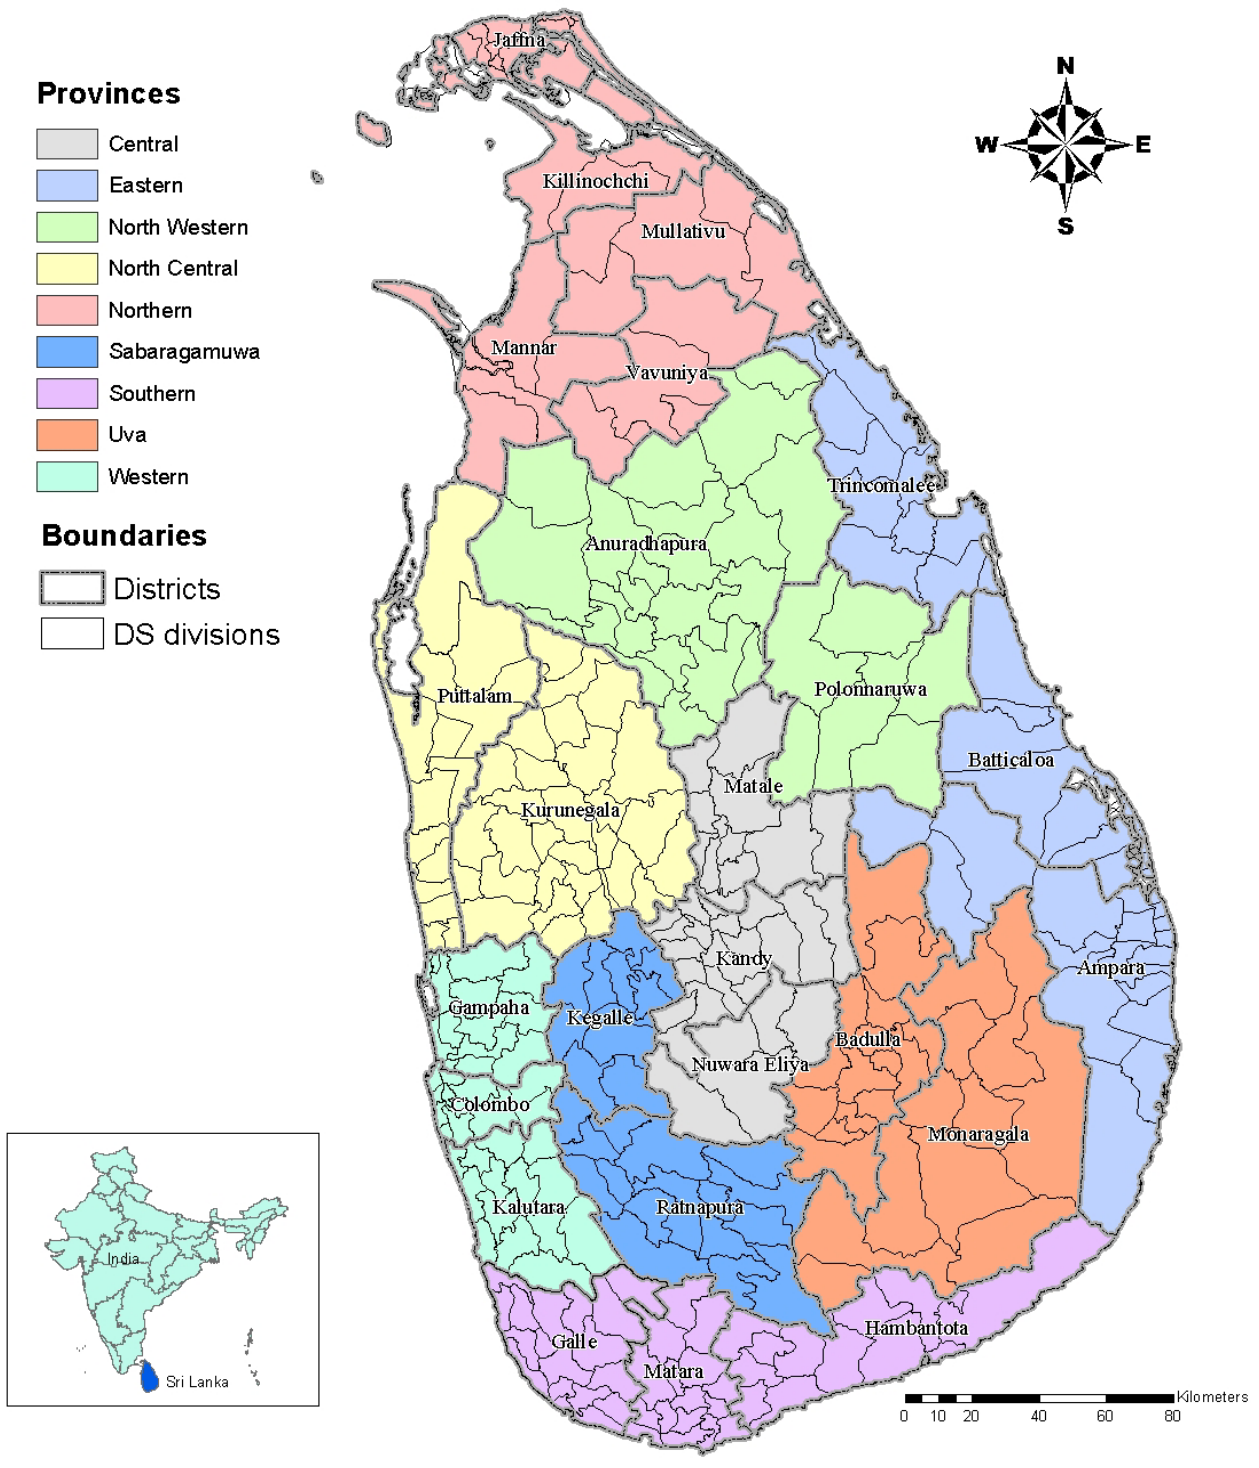 Provinces
Central
Eastern
North Western
North Central
Northern
Sabaragamuwa
Southern
Uva
Western
Boundaries
Districts
DS divisions
N
W E
S
Jaffna
Killinochchi
Mullativu
Mannar
Vavuniya
Trincomalee
Anuradhapura
Puttalam
Polonnaruwa
Batticaloa
Matale
Kurunegala
Kandy
Ampara
Gampaha
Kegalle
Badulla
Nuwara Eliya
Colombo
Monaragala
Kalutara
Ratnapura
Hambantota
Galle
Matara
India
Sri Lanka
Kilometers
0 10 20 40 60 80